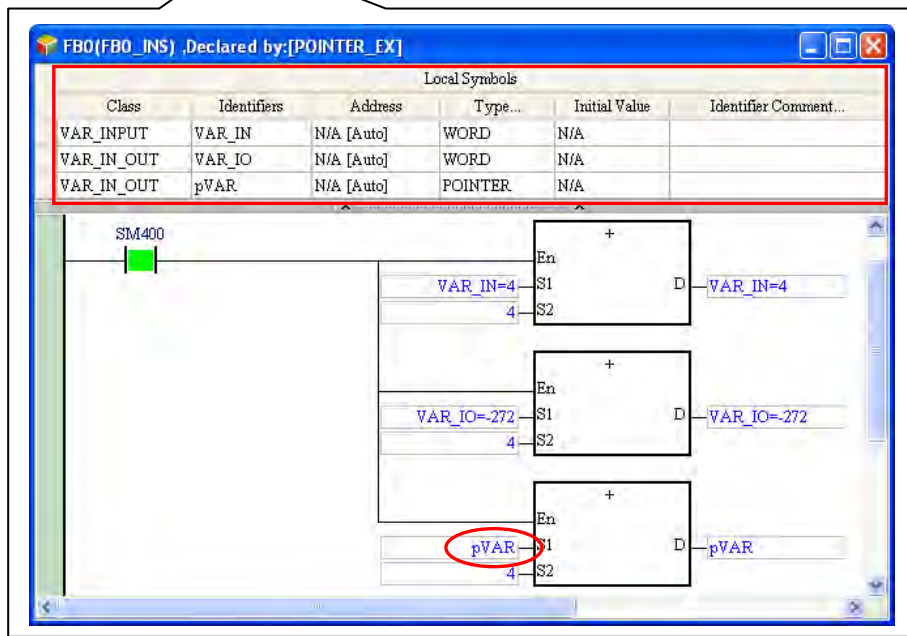 FB0(FB0_INS) ,Declared by:[POINTER_EX]
Local Symbols
Class Identifiers Address Type... Initial Value Identifier Comment...
VAR_INPUT VAR_IN N/A [Auto] WORD N/A
VAR_IN_OUT VAR_IO N/A [Auto] WORD N/A
VAR_IN_OUT pVAR N/A [Auto] POINTER N/A
SM400
+
En
VAR_IN=4 S1 D VAR_IN=4
4 S2
+
En
VAR_IO=-272 S1 D VAR_IO=-272
4 S2
+
En
pVAR S1 D pVAR
4 S2